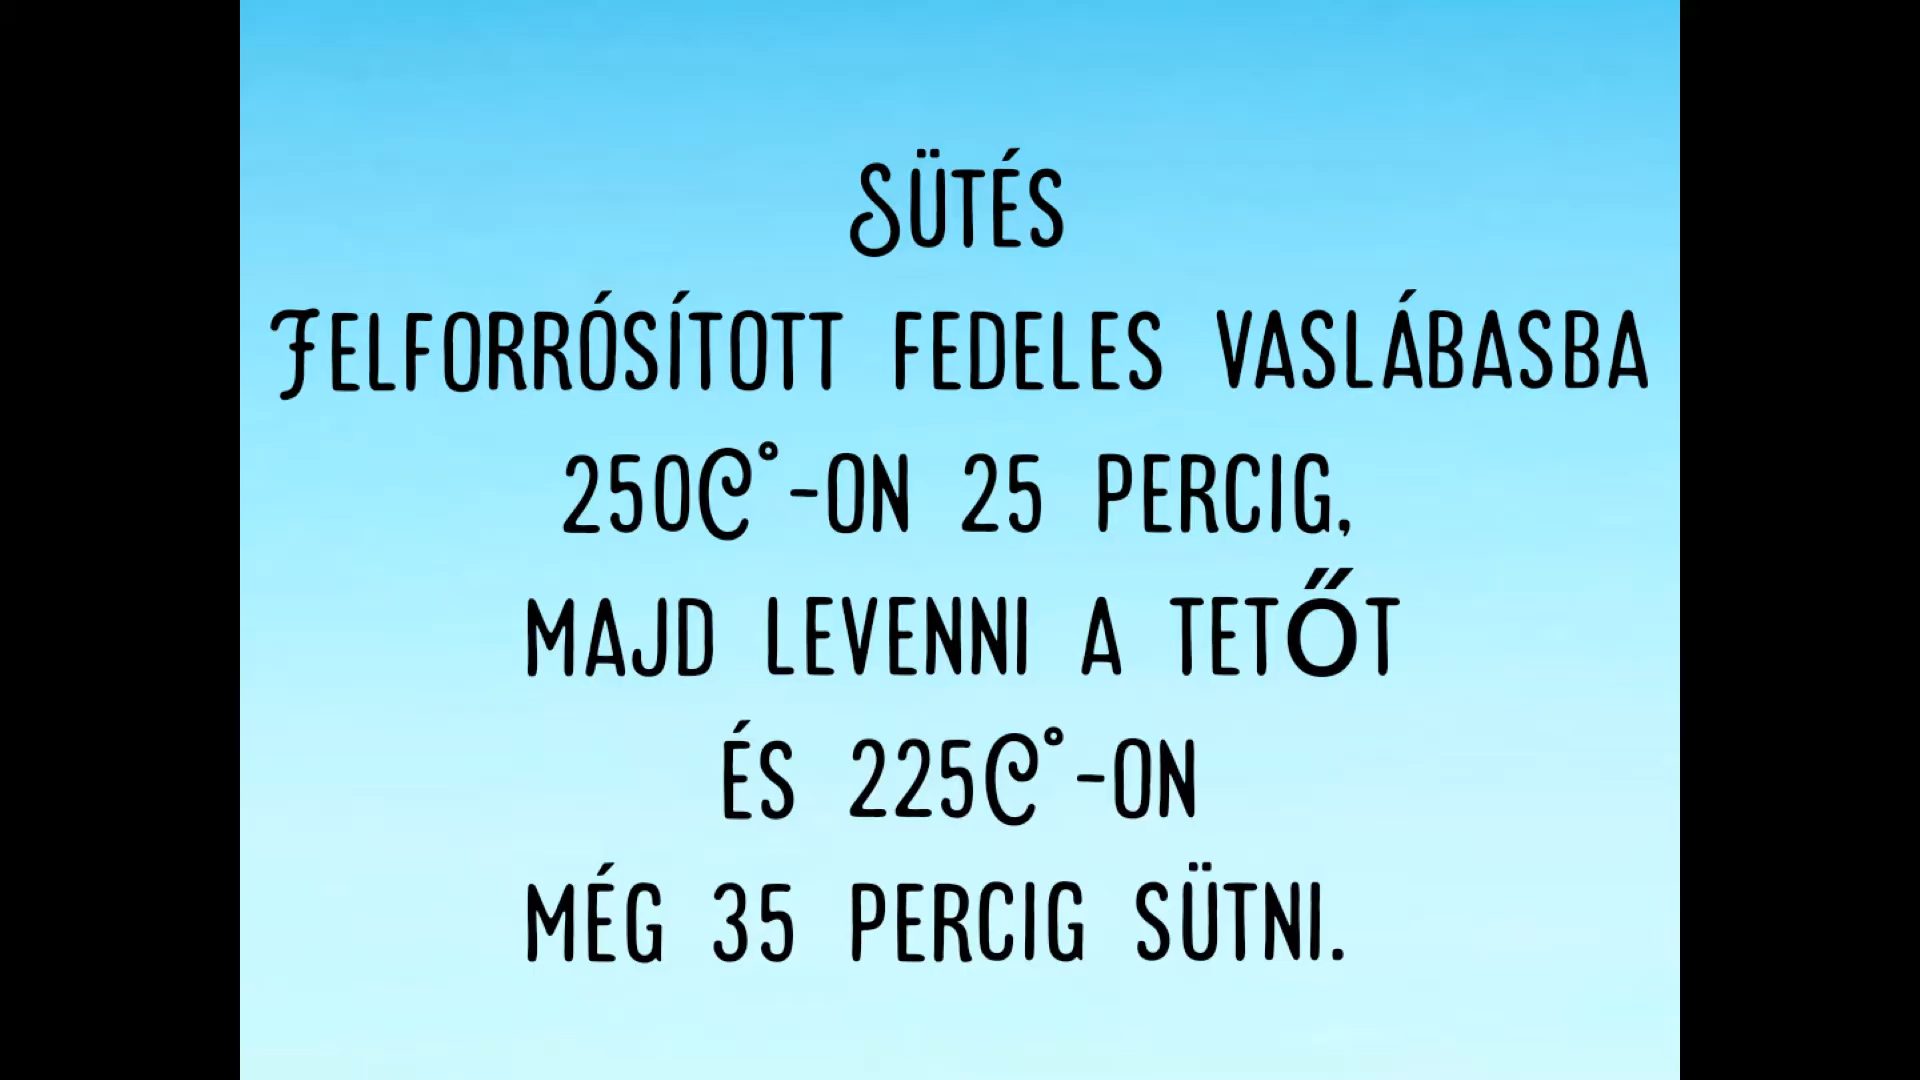 Sütés
Felforrósított fedeles vaslábasba
250C°-on 25 percig,
majd levenni a tetőt
és 225C°-on
még 35 percig sütni.